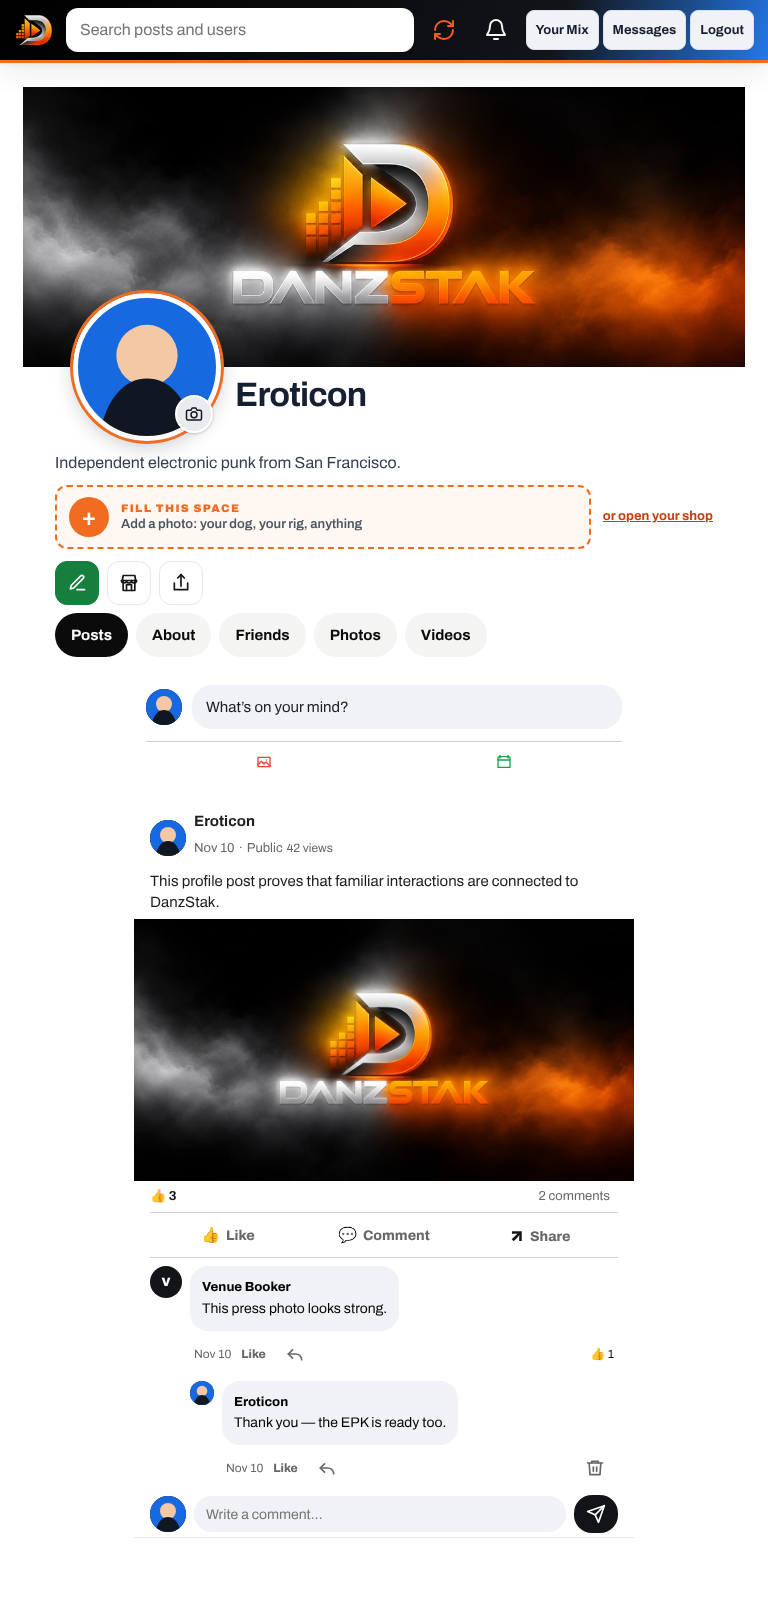 Search posts and users
Your Mix
Messages
Logout
DANZSTAK
Eroticon
Independent electronic punk from San Francisco.
+
FILL THIS SPACE
Add a photo: your dog, your rig, anything
or open your shop
Posts
About
Friends
Photos
Videos
What's on your mind?
Eroticon
Nov 10 · Public 42 views
This profile post proves that familiar interactions are connected to
DanzStak.
DANZSTAK
👍 3
2 comments
👍 Like
💬 Comment
Share
V
Venue Booker
This press photo looks strong.
Nov 10 Like
👍 1
Eroticon
Thank you — the EPK is ready too.
Nov 10 Like
Write a comment...